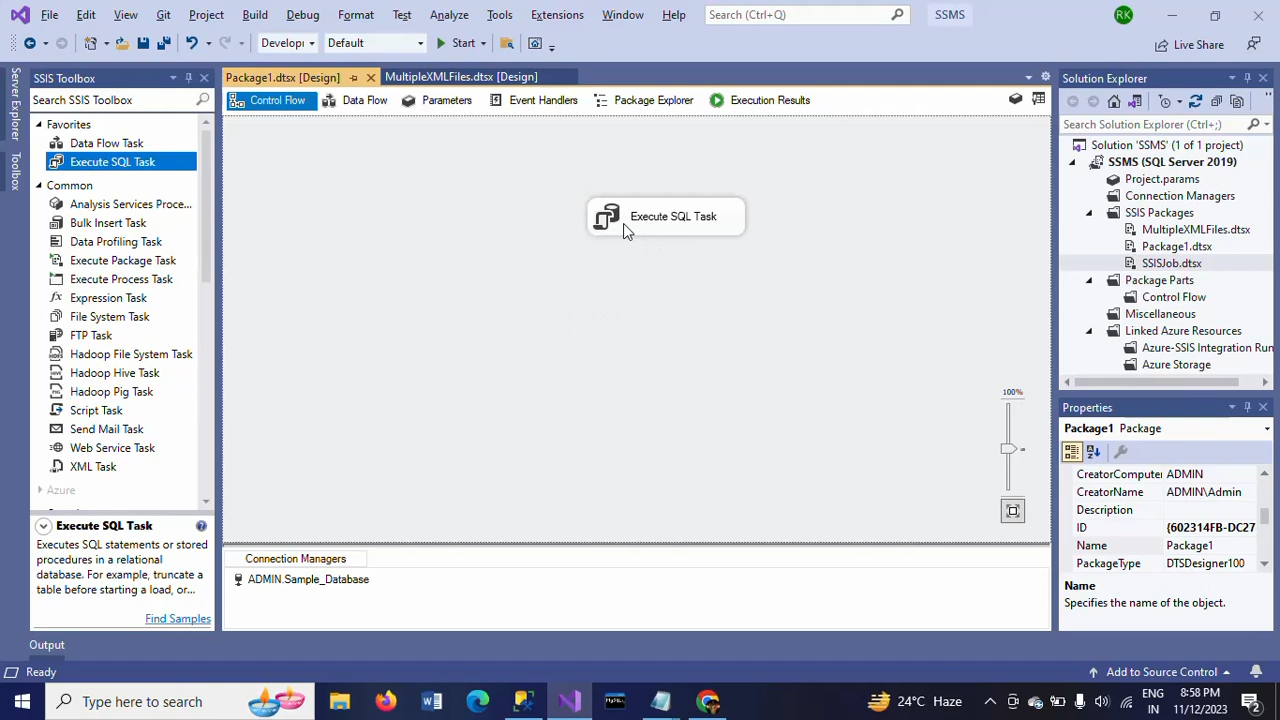 File Edit View Git Project Build Debug Format Test Analyze Tools Extensions Window Help Search (Ctrl+Q) SSMS RK
Developi Default Start Live Share
Server Explorer
Toolbox
SSIS Toolbox
Search SSIS Toolbox
Favorites
Data Flow Task
Execute SQL Task
Common
Analysis Services Proce...
Bulk Insert Task
Data Profiling Task
Execute Package Task
Execute Process Task
Expression Task
File System Task
FTP Task
Hadoop File System Task
Hadoop Hive Task
Hadoop Pig Task
Script Task
Send Mail Task
Web Service Task
XML Task
Azure
Execute SQL Task
Executes SQL statements or stored
procedures in a relational
database. For example, truncate a
table before starting a load, or...
Find Samples
Package1.dtsx [Design] MultipleXMLFiles.dtsx [Design]
Control Flow Data Flow Parameters Event Handlers Package Explorer Execution Results
Execute SQL Task
100%
Connection Managers
ADMIN.Sample_Database
Solution Explorer
Search Solution Explorer (Ctrl+;)
Solution 'SSMS' (1 of 1 project)
SSMS (SQL Server 2019)
Project.params
Connection Managers
SSIS Packages
MultipleXMLFiles.dtsx
Package1.dtsx
SSISJob.dtsx
Package Parts
Control Flow
Miscellaneous
Linked Azure Resources
Azure-SSIS Integration Run
Azure Storage
Properties
Package1 Package
CreatorComputer ADMIN
CreatorName ADMIN\Admin
Description
ID {602314FB-DC27
Name Package1
PackageType DTSDesigner100
Name
Specifies the name of the object.
Output
Ready Add to Source Control
Type here to search MySQL 24°C Haze ENG 8:58 PM
IN 11/12/2023 2